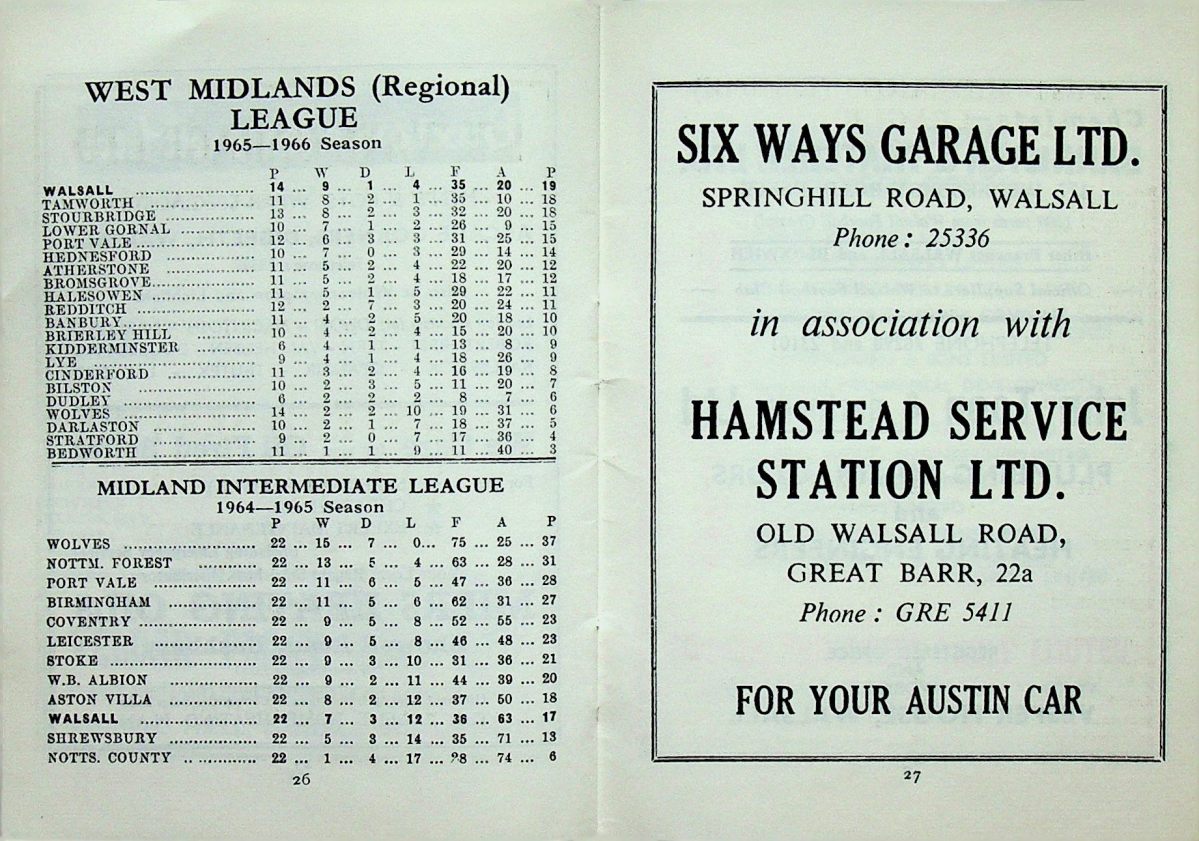 WEST MIDLANDS (Regional)
LEAGUE
1965—1966 Season
P W D L F A P
WALSALL .................... 14 ... 9 ... 1 ... 4 ... 35 ... 20 ... 19
TAMWORTH ................ 11 ... 8 ... 2 ... 1 ... 35 ... 10 ... 18
STOURBRIDGE ............ 13 ... 8 ... 2 ... 3 ... 32 ... 20 ... 18
LOWER GORNAL .......... 10 ... 7 ... 1 ... 2 ... 26 ... 9 ... 15
PORT VALE ................ 12 ... 6 ... 3 ... 3 ... 31 ... 25 ... 15
HEDNESFORD .............. 10 ... 7 ... 0 ... 3 ... 29 ... 14 ... 14
ATHERSTONE .............. 11 ... 5 ... 2 ... 4 ... 22 ... 20 ... 12
BROMSGROVE.............. 11 ... 5 ... 2 ... 4 ... 18 ... 17 ... 12
HALESOWEN .............. 11 ... 5 ... 1 ... 5 ... 29 ... 22 ... 11
REDDITCH ................ 12 ... 2 ... 7 ... 3 ... 20 ... 24 ... 11
BANBURY.................. 11 ... 4 ... 2 ... 5 ... 20 ... 18 ... 10
BRIERLEY HILL .......... 10 ... 4 ... 2 ... 4 ... 15 ... 20 ... 10
KIDDERMINSTER .......... 6 ... 4 ... 1 ... 1 ... 13 ... 8 ... 9
LYE ...................... 9 ... 4 ... 1 ... 4 ... 18 ... 26 ... 9
CINDERFORD .............. 11 ... 3 ... 2 ... 4 ... 16 ... 19 ... 8
BILSTON .................. 10 ... 2 ... 3 ... 5 ... 11 ... 20 ... 7
DUDLEY .................. 6 ... 2 ... 2 ... 2 ... 8 ... 7 ... 6
WOLVES .................. 14 ... 2 ... 2 ... 10 ... 19 ... 31 ... 6
DARLASTON .............. 10 ... 2 ... 1 ... 7 ... 18 ... 37 ... 5
STRATFORD .............. 9 ... 2 ... 0 ... 7 ... 17 ... 36 ... 4
BEDWORTH .............. 11 ... 1 ... 1 ... 9 ... 11 ... 40 ... 3
MIDLAND INTERMEDIATE LEAGUE
1964—1965 Season
P W D L F A P
WOLVES .................... 22 ... 15 ... 7 ... 0... 75 ... 25 ... 37
NOTTM. FOREST .......... 22 ... 13 ... 5 ... 4 ... 63 ... 28 ... 31
PORT VALE ................ 22 ... 11 ... 6 ... 5 ... 47 ... 36 ... 28
BIRMINGHAM .............. 22 ... 11 ... 5 ... 6 ... 62 ... 31 ... 27
COVENTRY .................. 22 ... 9 ... 5 ... 8 ... 52 ... 55 ... 23
LEICESTER ................ 22 ... 9 ... 5 ... 8 ... 46 ... 48 ... 23
STOKE .................... 22 ... 9 ... 3 ... 10 ... 31 ... 36 ... 21
W.B. ALBION .............. 22 ... 9 ... 2 ... 11 ... 44 ... 39 ... 20
ASTON VILLA .............. 22 ... 8 ... 2 ... 12 ... 37 ... 50 ... 18
WALSALL .................. 22 ... 7 ... 3 ... 12 ... 36 ... 63 ... 17
SHREWSBURY ................ 22 ... 5 ... 3 ... 14 ... 35 ... 71 ... 13
NOTTS. COUNTY .............. 22 ... 1 ... 4 ... 17 ... 28 ... 74 ... 6
26
SIX WAYS GARAGE LTD.
SPRINGHILL ROAD, WALSALL
Phone: 25336
in association with
HAMSTEAD SERVICE
STATION LTD.
OLD WALSALL ROAD,
GREAT BARR, 22a
Phone: GRE 5411
FOR YOUR AUSTIN CAR
27